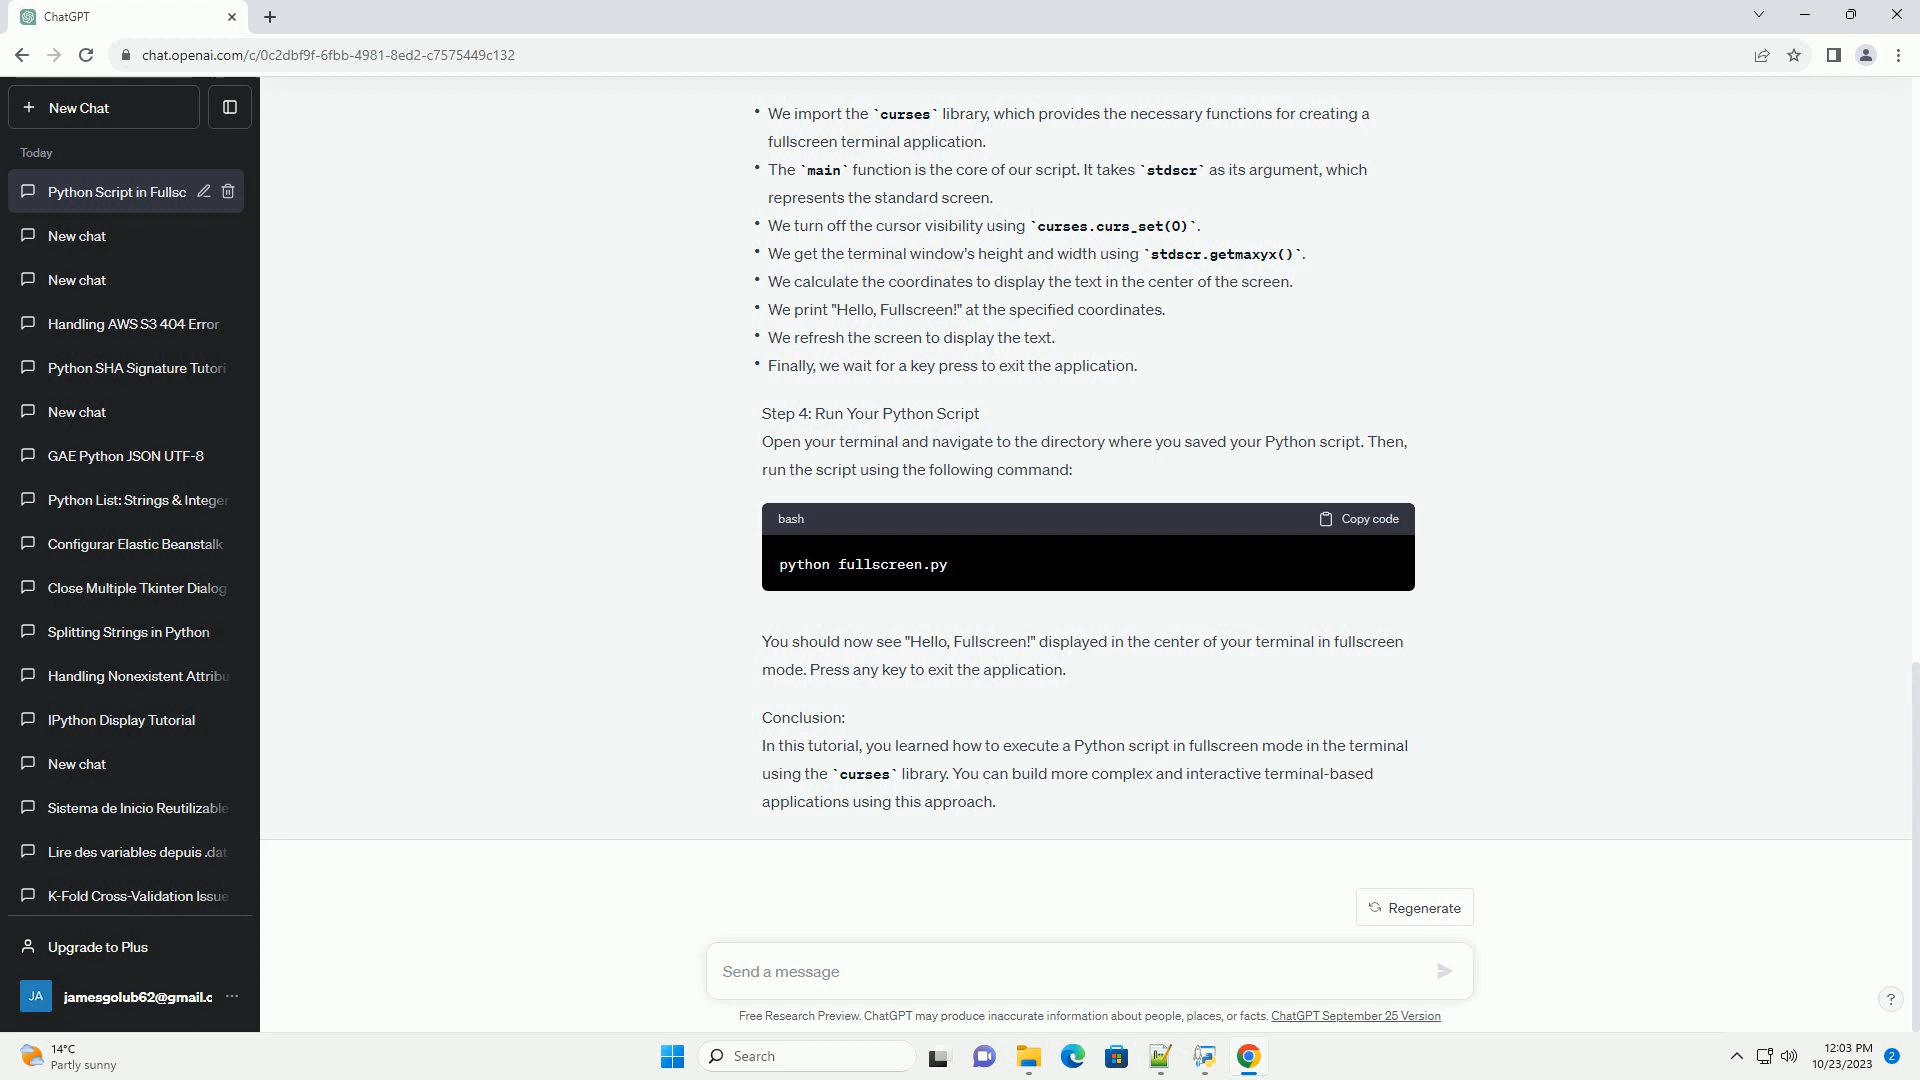 ChatGPT
chat.openai.com/c/0c2dbf9f-6fbb-4981-8ed2-c7575449c132
New Chat
Today
Python Script in Fullsc
New chat
New chat
Handling AWS S3 404 Error
Python SHA Signature Tutori
New chat
GAE Python JSON UTF-8
Python List: Strings & Integer
Configurar Elastic Beanstalk
Close Multiple Tkinter Dialog
Splitting Strings in Python
Handling Nonexistent Attribu
IPython Display Tutorial
New chat
Sistema de Inicio Reutilizable
Lire des variables depuis .dat
K-Fold Cross-Validation Issue
Upgrade to Plus
JA
jamesgolub62@gmail.c
• We import the `curses` library, which provides the necessary functions for creating a
fullscreen terminal application.
• The `main` function is the core of our script. It takes `stdscr` as its argument, which
represents the standard screen.
• We turn off the cursor visibility using `curses.curs_set(0)`.
• We get the terminal window's height and width using `stdscr.getmaxyx()`.
• We calculate the coordinates to display the text in the center of the screen.
• We print "Hello, Fullscreen!" at the specified coordinates.
• We refresh the screen to display the text.
• Finally, we wait for a key press to exit the application.
Step 4: Run Your Python Script
Open your terminal and navigate to the directory where you saved your Python script. Then,
run the script using the following command:
bash
Copy code
python fullscreen.py
You should now see "Hello, Fullscreen!" displayed in the center of your terminal in fullscreen
mode. Press any key to exit the application.
Conclusion:
In this tutorial, you learned how to execute a Python script in fullscreen mode in the terminal
using the `curses` library. You can build more complex and interactive terminal-based
applications using this approach.
Regenerate
Send a message
Free Research Preview. ChatGPT may produce inaccurate information about people, places, or facts. ChatGPT September 25 Version
?
14°C
Partly sunny
Search
12:03 PM
10/23/2023
2